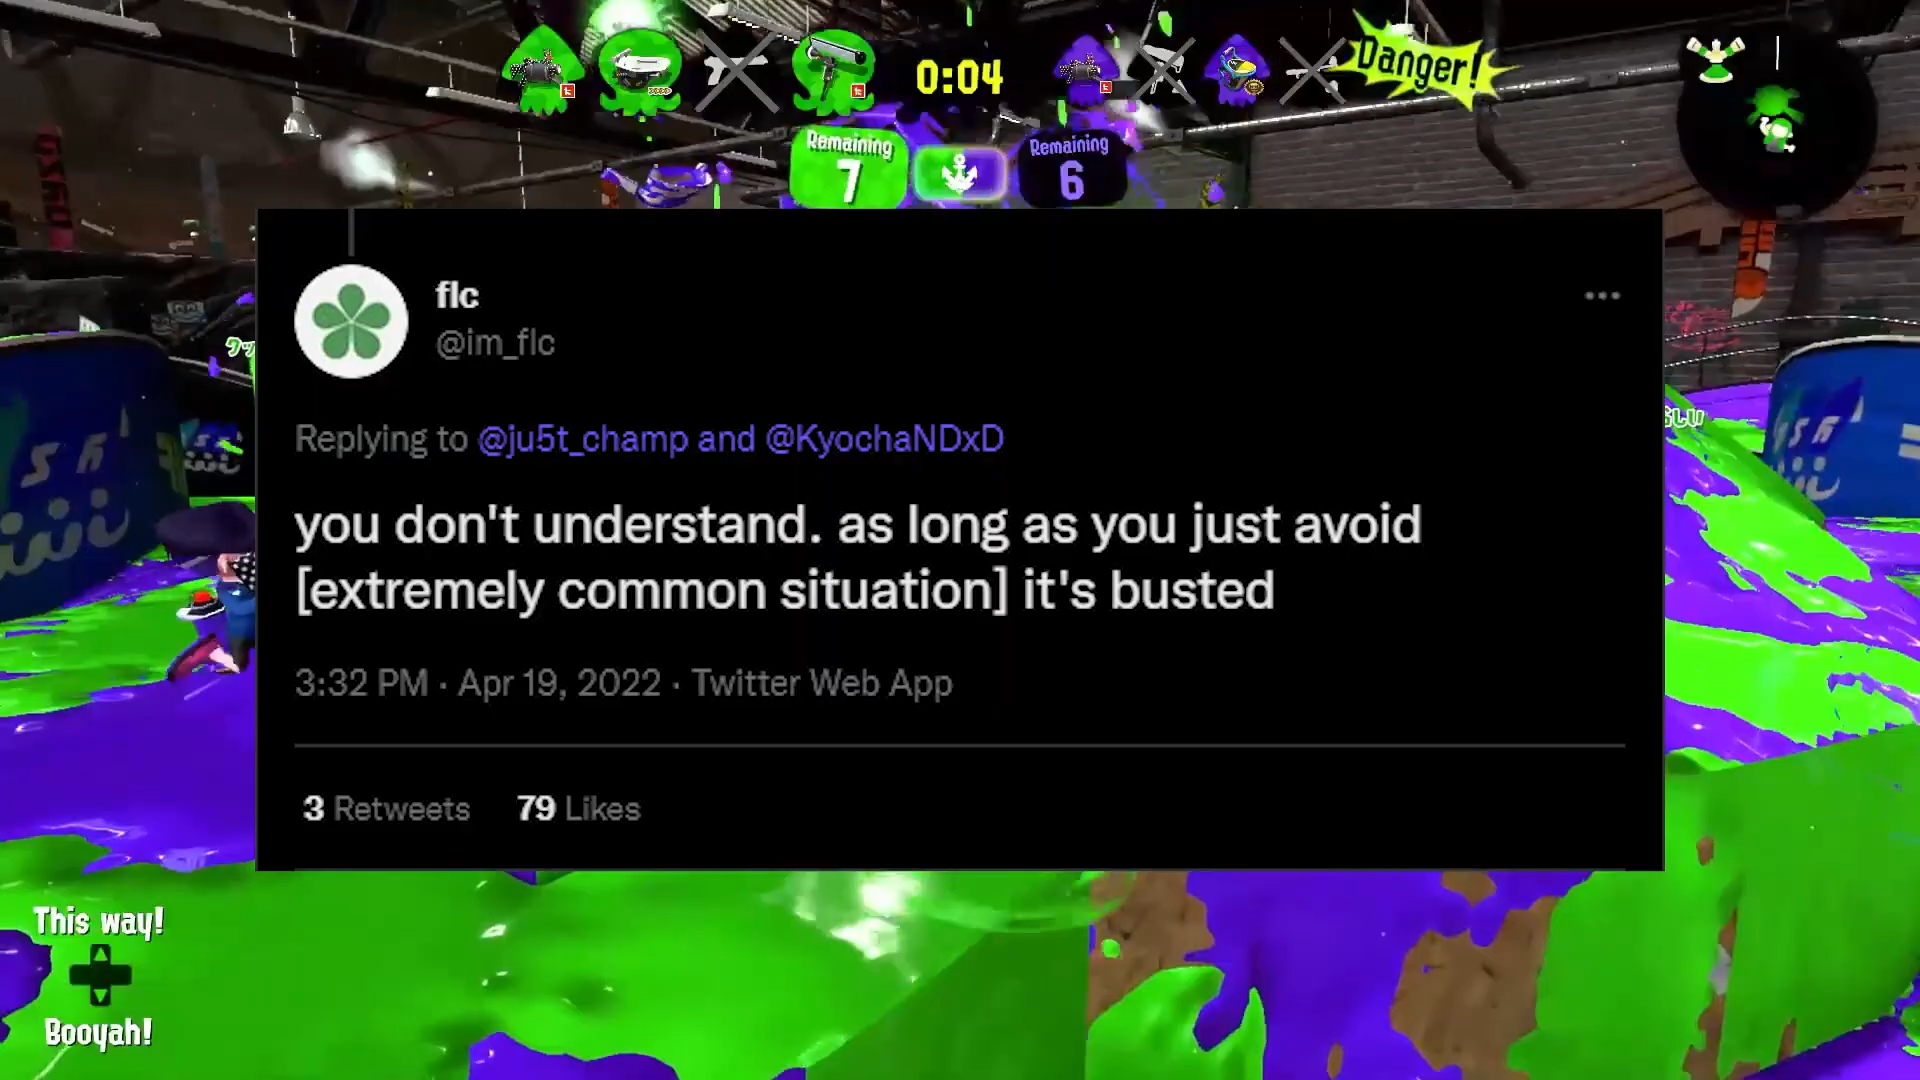 0:04
Danger!
Remaining
7
Remaining
6
flc
@im_flc
Replying to @ju5t_champ and @KyochaNDxD
you don't understand. as long as you just avoid
[extremely common situation] it's busted
3:32 PM · Apr 19, 2022 · Twitter Web App
3 Retweets 79 Likes
This way!
Booyah!